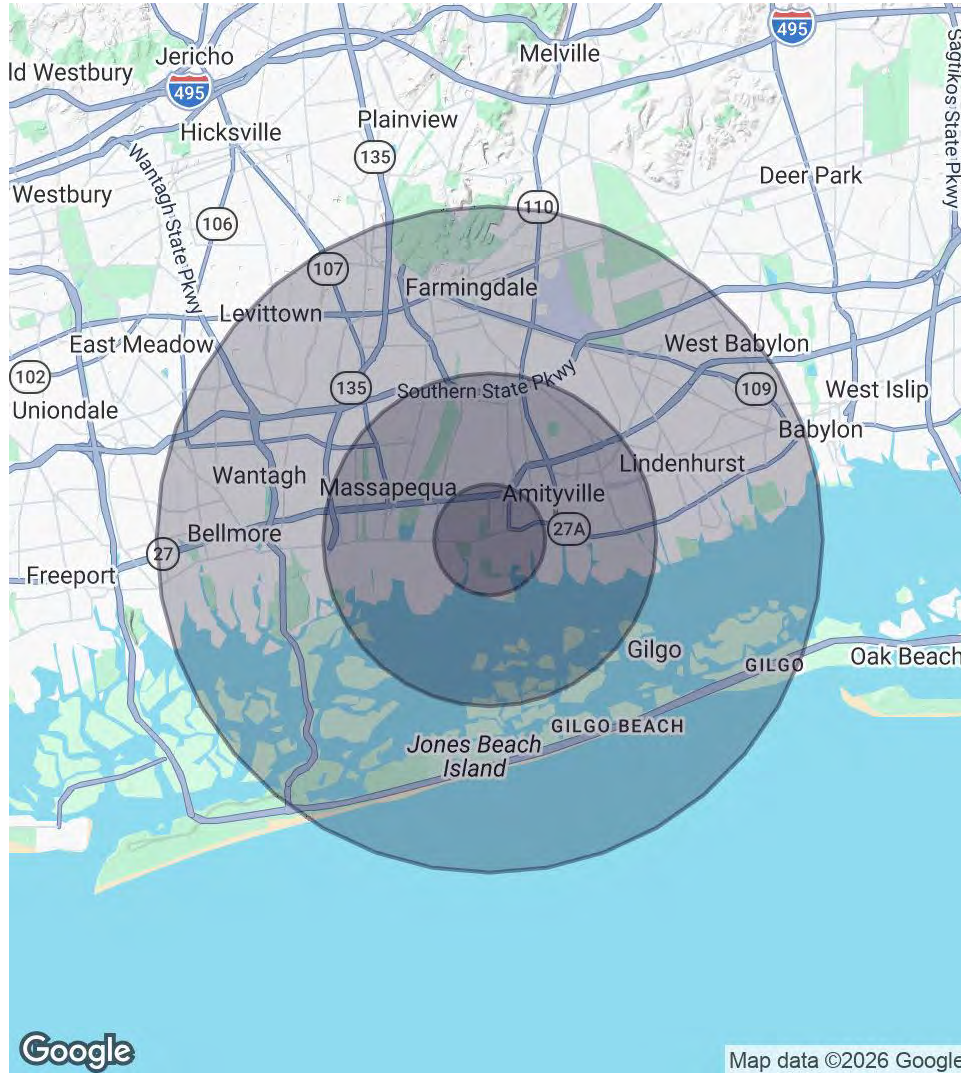 495
Jericho
Melville
ld Westbury
495
Sagtikos State Pkwy
Plainview
Hicksville
135
Wantagh State Pkwy
Deer Park
Westbury
110
106
107
Farmingdale
Levittown
East Meadow
West Babylon
102
135
Southern State Pkwy
109
West Islip
Uniondale
Babylon
Wantagh
Lindenhurst
Massapequa
Amityville
27A
Bellmore
27
Freeport
Gilgo
GILGO
Oak Beach
GILGO BEACH
Jones Beach
Island
Google
Map data ©2026 Google